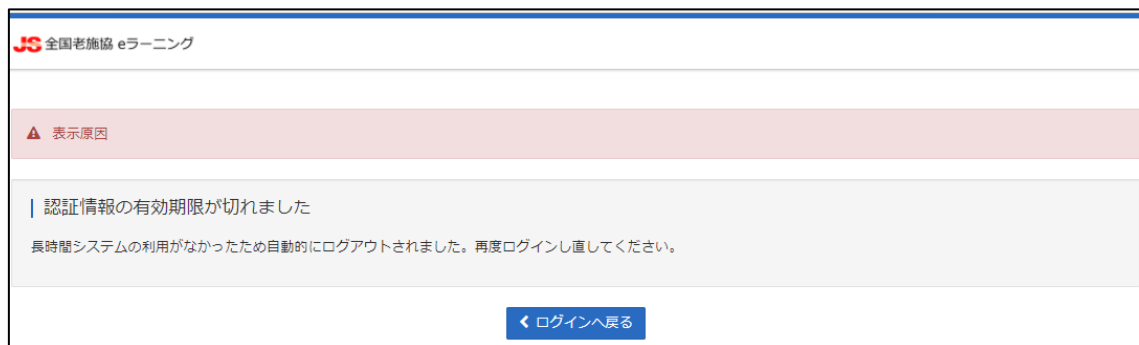 JS 全国老施協 eラーニング
表示原因
認証情報の有効期限が切れました
長時間システムの利用がなかったため自動的にログアウトされました。再度ログインし直してください。
ログインへ戻る